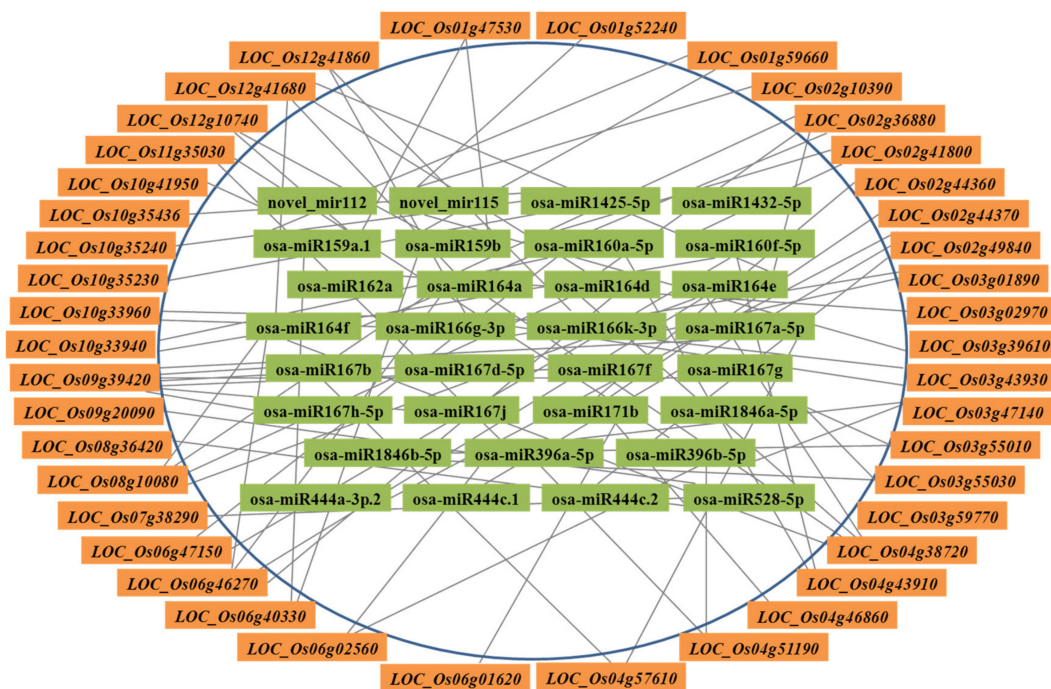 LOC_Os01g47530
LOC_Os01g52240
LOC_Os12g41860
LOC_Os01g59660
LOC_Os12g41680
LOC_Os02g10390
LOC_Os12g10740
LOC_Os02g36880
LOC_Os11g35030
LOC_Os02g41800
LOC_Os10g41950
LOC_Os02g44360
LOC_Os10g35436
LOC_Os02g44370
LOC_Os10g35240
LOC_Os02g49840
LOC_Os10g35230
LOC_Os03g01890
LOC_Os10g33960
LOC_Os03g02970
LOC_Os10g33940
LOC_Os03g39610
LOC_Os09g39420
LOC_Os03g43930
LOC_Os09g20090
LOC_Os03g47140
LOC_Os08g36420
LOC_Os03g55010
LOC_Os08g10080
LOC_Os03g55030
LOC_Os07g38290
LOC_Os03g59770
LOC_Os06g47150
LOC_Os04g38720
LOC_Os06g46270
LOC_Os04g43910
LOC_Os06g40330
LOC_Os04g46860
LOC_Os06g02560
LOC_Os04g51190
LOC_Os06g01620
LOC_Os04g57610
novel_mir112
novel_mir115
osa-miR1425-5p
osa-miR1432-5p
osa-miR159a.1
osa-miR159b
osa-miR160a-5p
osa-miR160f-5p
osa-miR162a
osa-miR164a
osa-miR164d
osa-miR164e
osa-miR164f
osa-miR166g-3p
osa-miR166k-3p
osa-miR167a-5p
osa-miR167b
osa-miR167d-5p
osa-miR167f
osa-miR167g
osa-miR167h-5p
osa-miR167j
osa-miR171b
osa-miR1846a-5p
osa-miR1846b-5p
osa-miR396a-5p
osa-miR396b-5p
osa-miR444a-3p.2
osa-miR444c.1
osa-miR444c.2
osa-miR528-5p